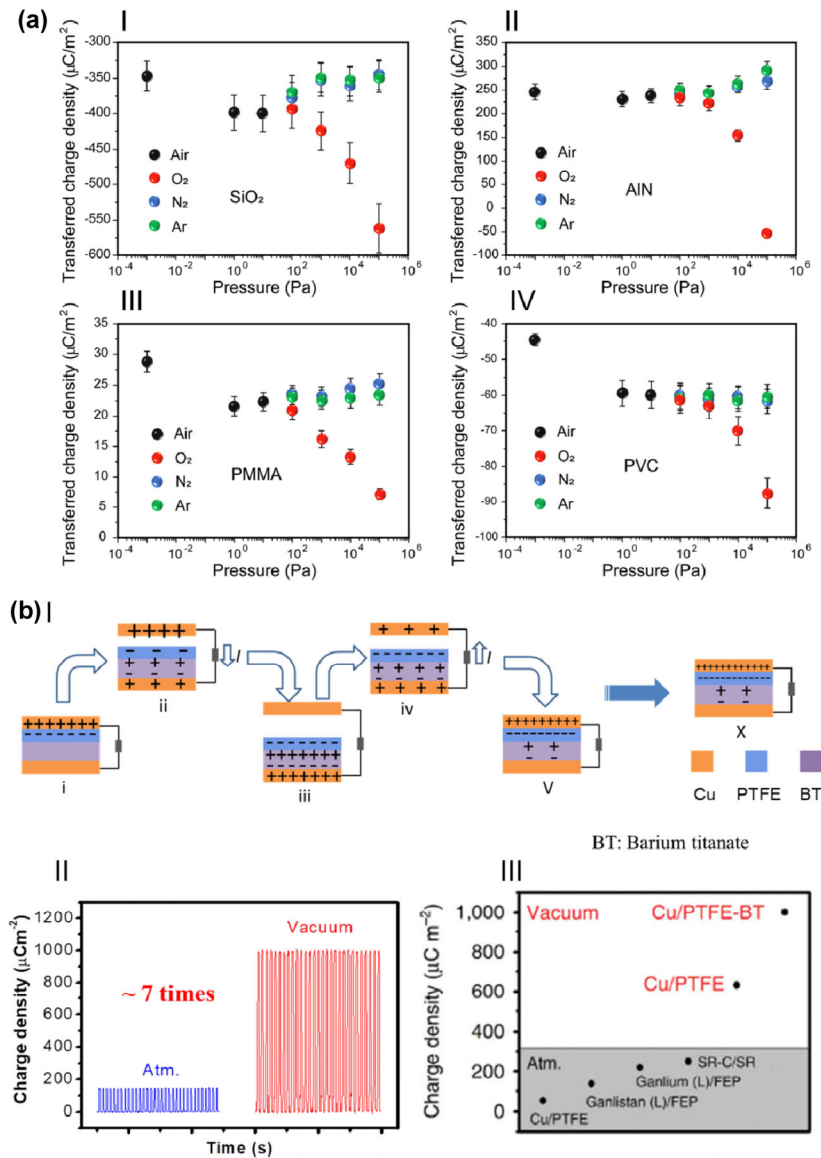 (a)
I
Transferred charge density (μC/m²)
-300
-350
-400
-450
-500
-550
-600
Air
O₂
N₂
Ar
SiO₂
10⁻⁴ 10⁻² 10⁰ 10² 10⁴ 10⁶
Pressure (Pa)
II
Transferred charge density (μC/m²)
350
300
250
200
150
100
50
0
-50
-100
Air
O₂
N₂
Ar
AlN
10⁻⁴ 10⁻² 10⁰ 10² 10⁴ 10⁶
Pressure (Pa)
III
Transferred charge density (μC/m²)
35
30
25
20
15
10
5
0
Air
O₂
N₂
Ar
PMMA
10⁻⁴ 10⁻² 10⁰ 10² 10⁴ 10⁶
Pressure (Pa)
IV
Transferred charge density (μC/m²)
-40
-50
-60
-70
-80
-90
-100
Air
O₂
N₂
Ar
PVC
10⁻⁴ 10⁻² 10⁰ 10² 10⁴ 10⁶
Pressure (Pa)
(b) I
i
ii
I
iii
iv
I
V
X
Cu PTFE BT
BT: Barium titanate
II
Charge density (μCm⁻²)
1200
1000
800
600
400
200
0
Vacuum
~ 7 times
Atm.
Time (s)
III
Charge density (μC m⁻²)
1,000
800
600
400
200
0
Vacuum Cu/PTFE-BT
Cu/PTFE
Atm.
SR-C/SR
Ganlium (L)/FEP
Ganlistan (L)/FEP
Cu/PTFE